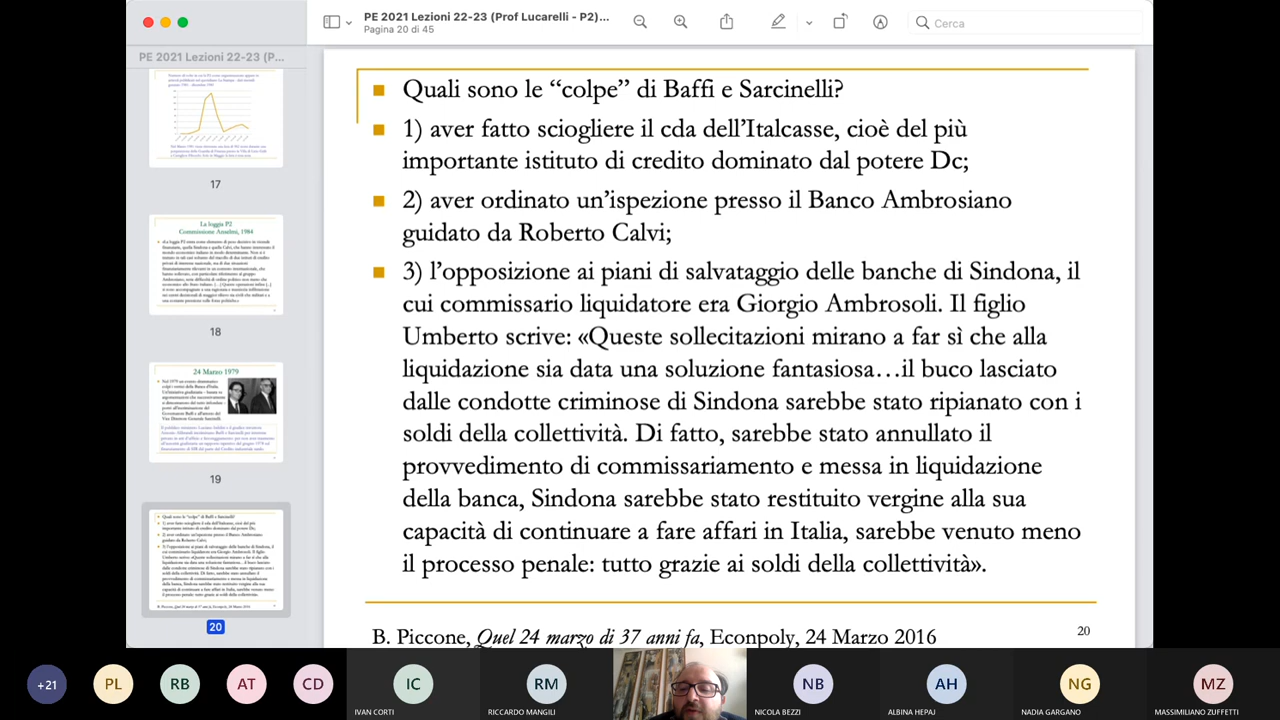 PE 2021 Lezioni 22-23 (Prof Lucarelli - P2)...
Pagina 20 di 45
Cerca
PE 2021 Lezioni 22-23 (P...
17
La loggia P2
Commissione Anselmi, 1984
18
24 Marzo 1979
19
20
Quali sono le “colpe” di Baffi e Sarcinelli?
1) aver fatto sciogliere il cda dell’Italcasse, cioè del più
importante istituto di credito dominato dal potere Dc;
2) aver ordinato un’ispezione presso il Banco Ambrosiano
guidato da Roberto Calvi;
3) l’opposizione ai piani di salvataggio delle banche di Sindona, il
cui commissario liquidatore era Giorgio Ambrosoli. Il figlio
Umberto scrive: «Queste sollecitazioni mirano a far sì che alla
liquidazione sia data una soluzione fantasiosa…il buco lasciato
dalle condotte criminose di Sindona sarebbe stato ripianato con i
soldi della collettività. Di fatto, sarebbe stato annullato il
provvedimento di commissariamento e messa in liquidazione
della banca, Sindona sarebbe stato restituito vergine alla sua
capacità di continuare a fare affari in Italia, sarebbe venuto meno
il processo penale: tutto grazie ai soldi della collettività».
B. Piccone, Quel 24 marzo di 37 anni fa, Econpoly, 24 Marzo 2016
20
+21
PL
RB
AT
CD
IC
RM
NB
AH
NG
MZ
IVAN CORTI
RICCARDO MANGILI
NICOLA BEZZI
ALBINA HEPAJ
NADIA GARGANO
MASSIMILIANO ZUFFETTI